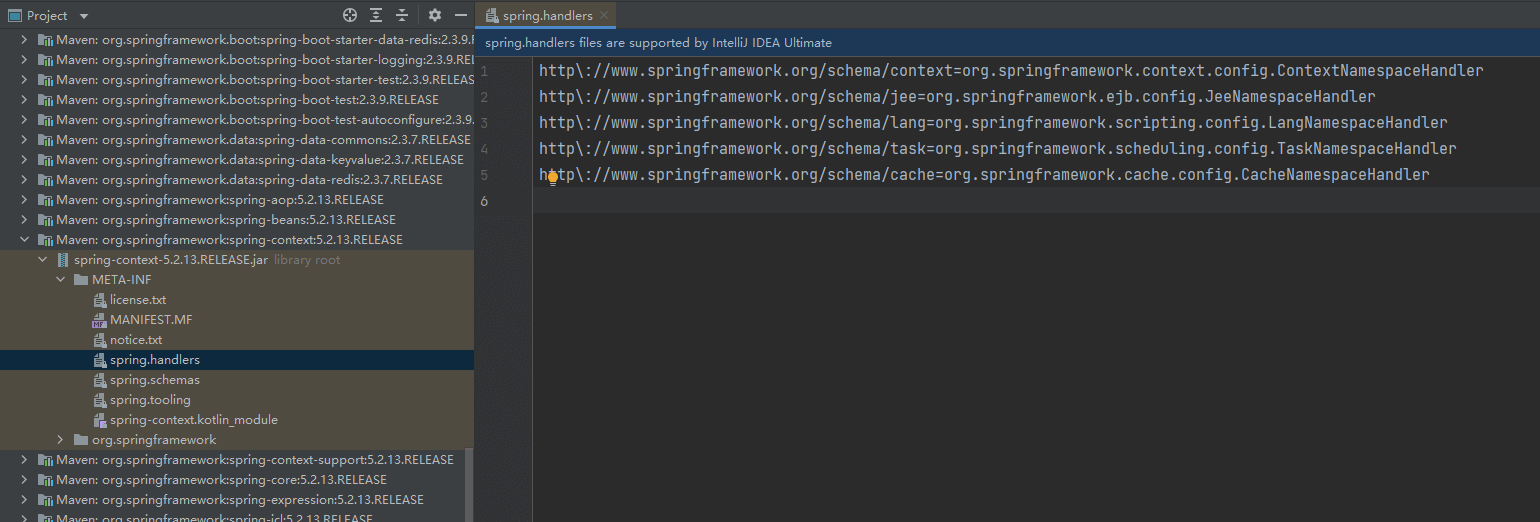 Project
Maven: org.springframework.boot:spring-boot-starter-data-redis:2.3.9.R
Maven: org.springframework.boot:spring-boot-starter-logging:2.3.9.RE
Maven: org.springframework.boot:spring-boot-starter-test:2.3.9.RELEASE
Maven: org.springframework.boot:spring-boot-test:2.3.9.RELEASE
Maven: org.springframework.boot:spring-boot-test-autoconfigure:2.3.9.
Maven: org.springframework.data:spring-data-commons:2.3.7.RELEASE
Maven: org.springframework.data:spring-data-keyvalue:2.3.7.RELEASE
Maven: org.springframework.data:spring-data-redis:2.3.7.RELEASE
Maven: org.springframework:spring-aop:5.2.13.RELEASE
Maven: org.springframework:spring-beans:5.2.13.RELEASE
Maven: org.springframework:spring-context:5.2.13.RELEASE
spring-context-5.2.13.RELEASE.jar library root
META-INF
license.txt
MANIFEST.MF
notice.txt
spring.handlers
spring.schemas
spring.tooling
spring-context.kotlin_module
org.springframework
Maven: org.springframework:spring-context-support:5.2.13.RELEASE
Maven: org.springframework:spring-core:5.2.13.RELEASE
Maven: org.springframework:spring-expression:5.2.13.RELEASE
Maven: org.springframework:spring-jcl:5.2.13.RELEASE
spring.handlers
spring.handlers files are supported by IntelliJ IDEA Ultimate
1 http\://www.springframework.org/schema/context=org.springframework.context.config.ContextNamespaceHandler
2 http\://www.springframework.org/schema/jee=org.springframework.ejb.config.JeeNamespaceHandler
3 http\://www.springframework.org/schema/lang=org.springframework.scripting.config.LangNamespaceHandler
4 http\://www.springframework.org/schema/task=org.springframework.scheduling.config.TaskNamespaceHandler
5 http\://www.springframework.org/schema/cache=org.springframework.cache.config.CacheNamespaceHandler
6